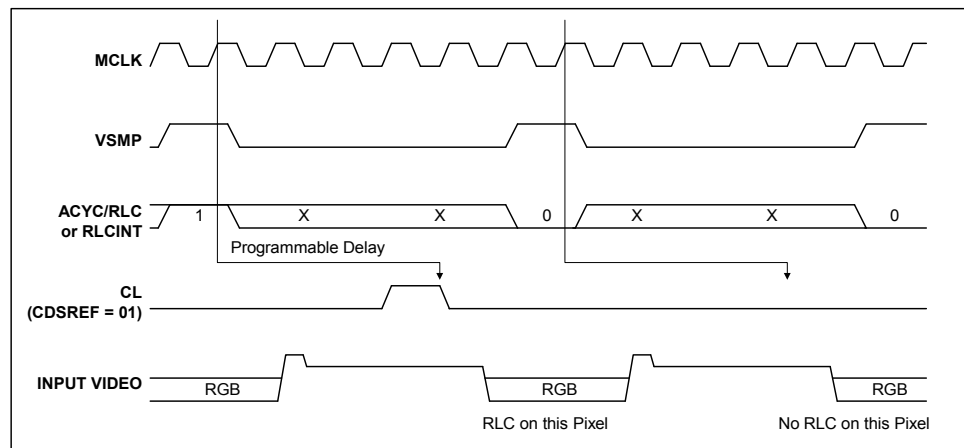 MCLK
VSMP
ACYC/RLC
or RLCINT
1 X X 0 X X 0
Programmable Delay
CL
(CDSREF = 01)
INPUT VIDEO
RGB RGB RGB
RLC on this Pixel No RLC on this Pixel